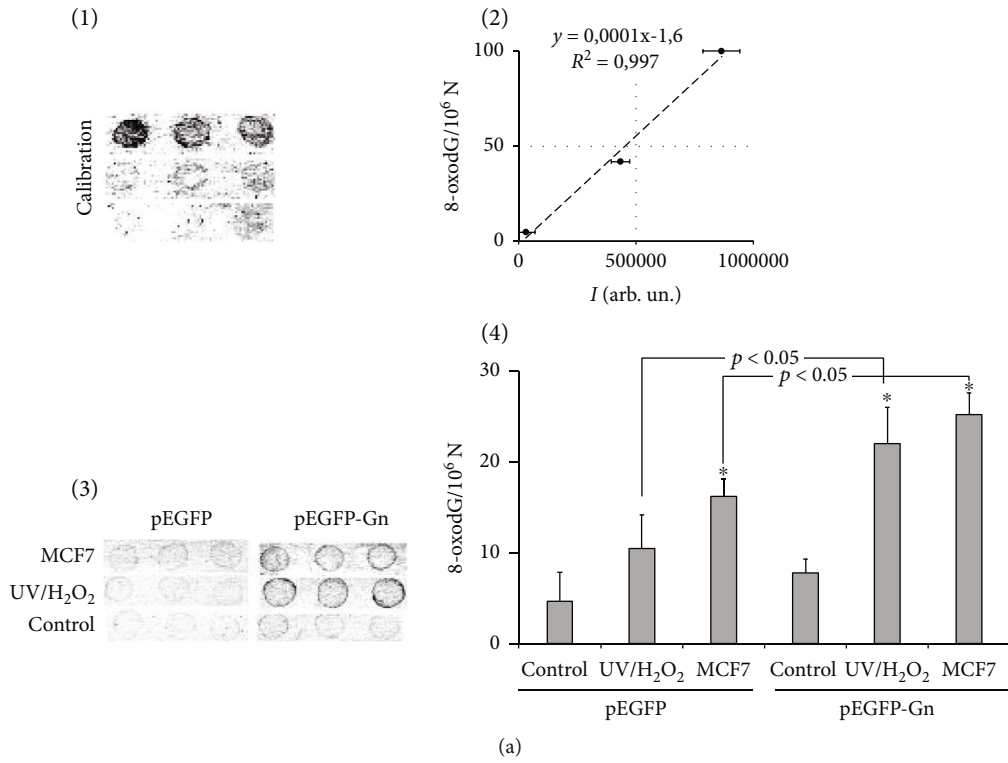 (1)
Calibration
(2)
y = 0,0001x-1,6
R² = 0,997
100
50
0
8-oxodG/10⁶ N
0 500000 1000000
I (arb. un.)
(3)
pEGFP pEGFP-Gn
MCF7
UV/H₂O₂
Control
(4)
p < 0.05
p < 0.05
30
20
10
0
8-oxodG/10⁶ N
* * *
Control UV/H₂O₂ MCF7 Control UV/H₂O₂ MCF7
pEGFP pEGFP-Gn
(a)